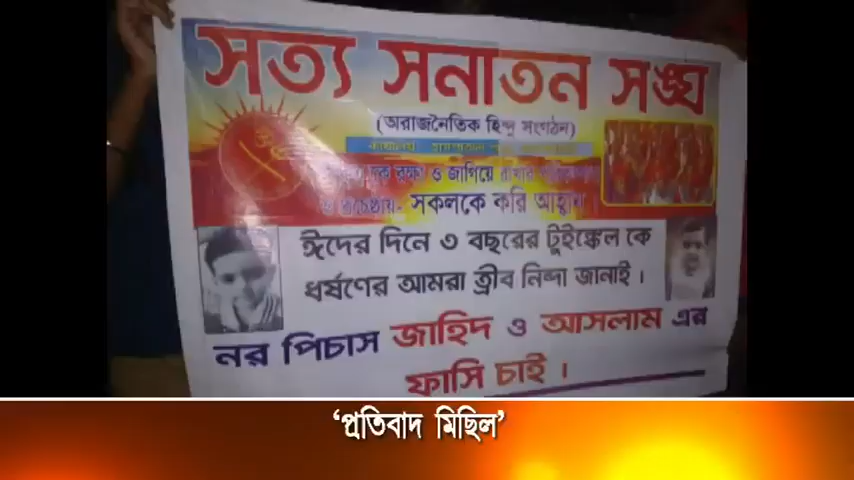 সত্য সনাতন সঙ্ঘ
(অরাজনৈতিক হিন্দু সংগঠন)
রক্ষা ও জাগিয়ে
সকলকে করি আহ্বান
ঈদের দিনে ৩ বছরের টুইঙ্কেল কে
ধর্ষণের আমরা ত্রীব নিন্দা জানাই।
নর পিচাস জাহিদ ও আসলাম এর
ফাসি চাই।
‘প্রতিবাদ মিছিল’